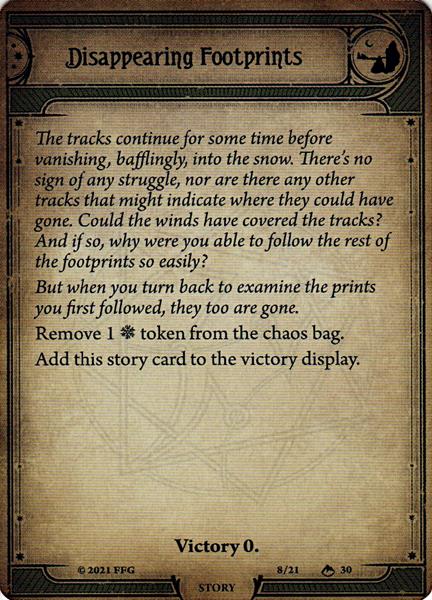 Disappearing Footprints
The tracks continue for some time before
vanishing, bafflingly, into the snow. There's no
sign of any struggle, nor are there any other
tracks that might indicate where they could have
gone. Could the winds have covered the tracks?
And if so, why were you able to follow the rest of
the footprints so easily?
But when you turn back to examine the prints
you first followed, they too are gone.
Remove 1 token from the chaos bag.
Add this story card to the victory display.
Victory 0.
© 2021 FFG 8/21 30
STORY